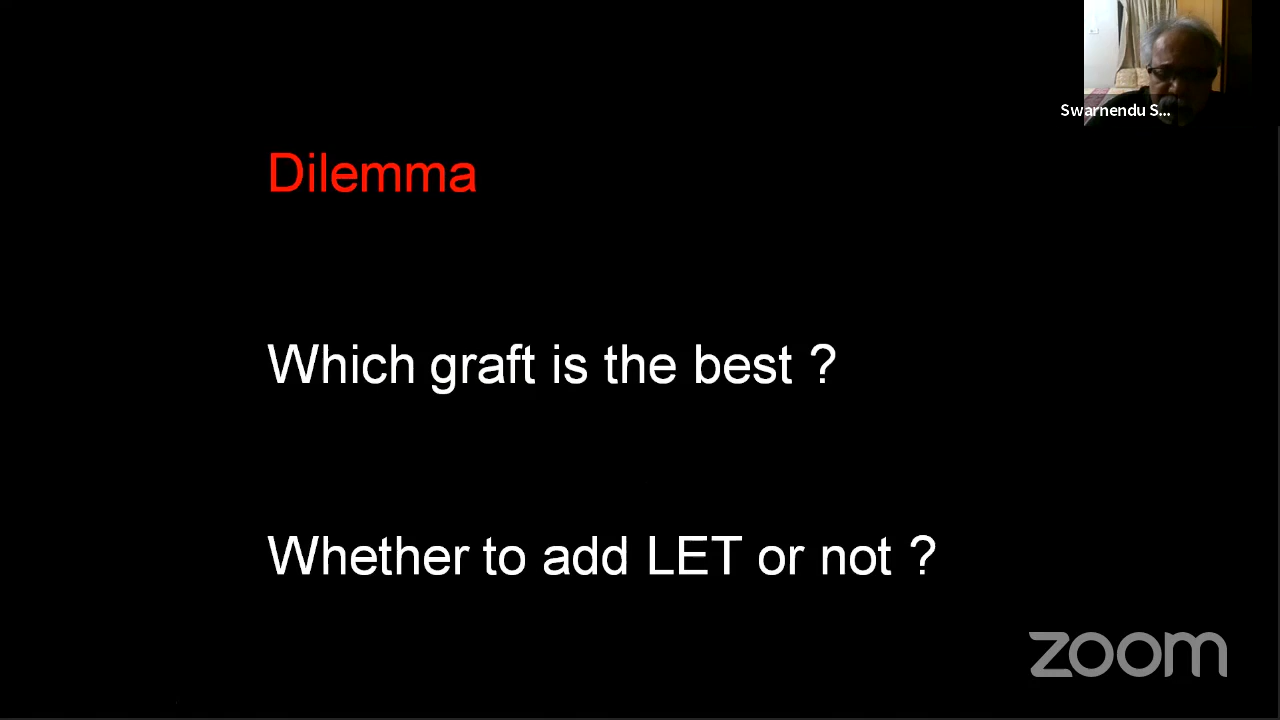 Swarnendu S...
Dilemma
Which graft is the best ?
Whether to add LET or not ?
zoom